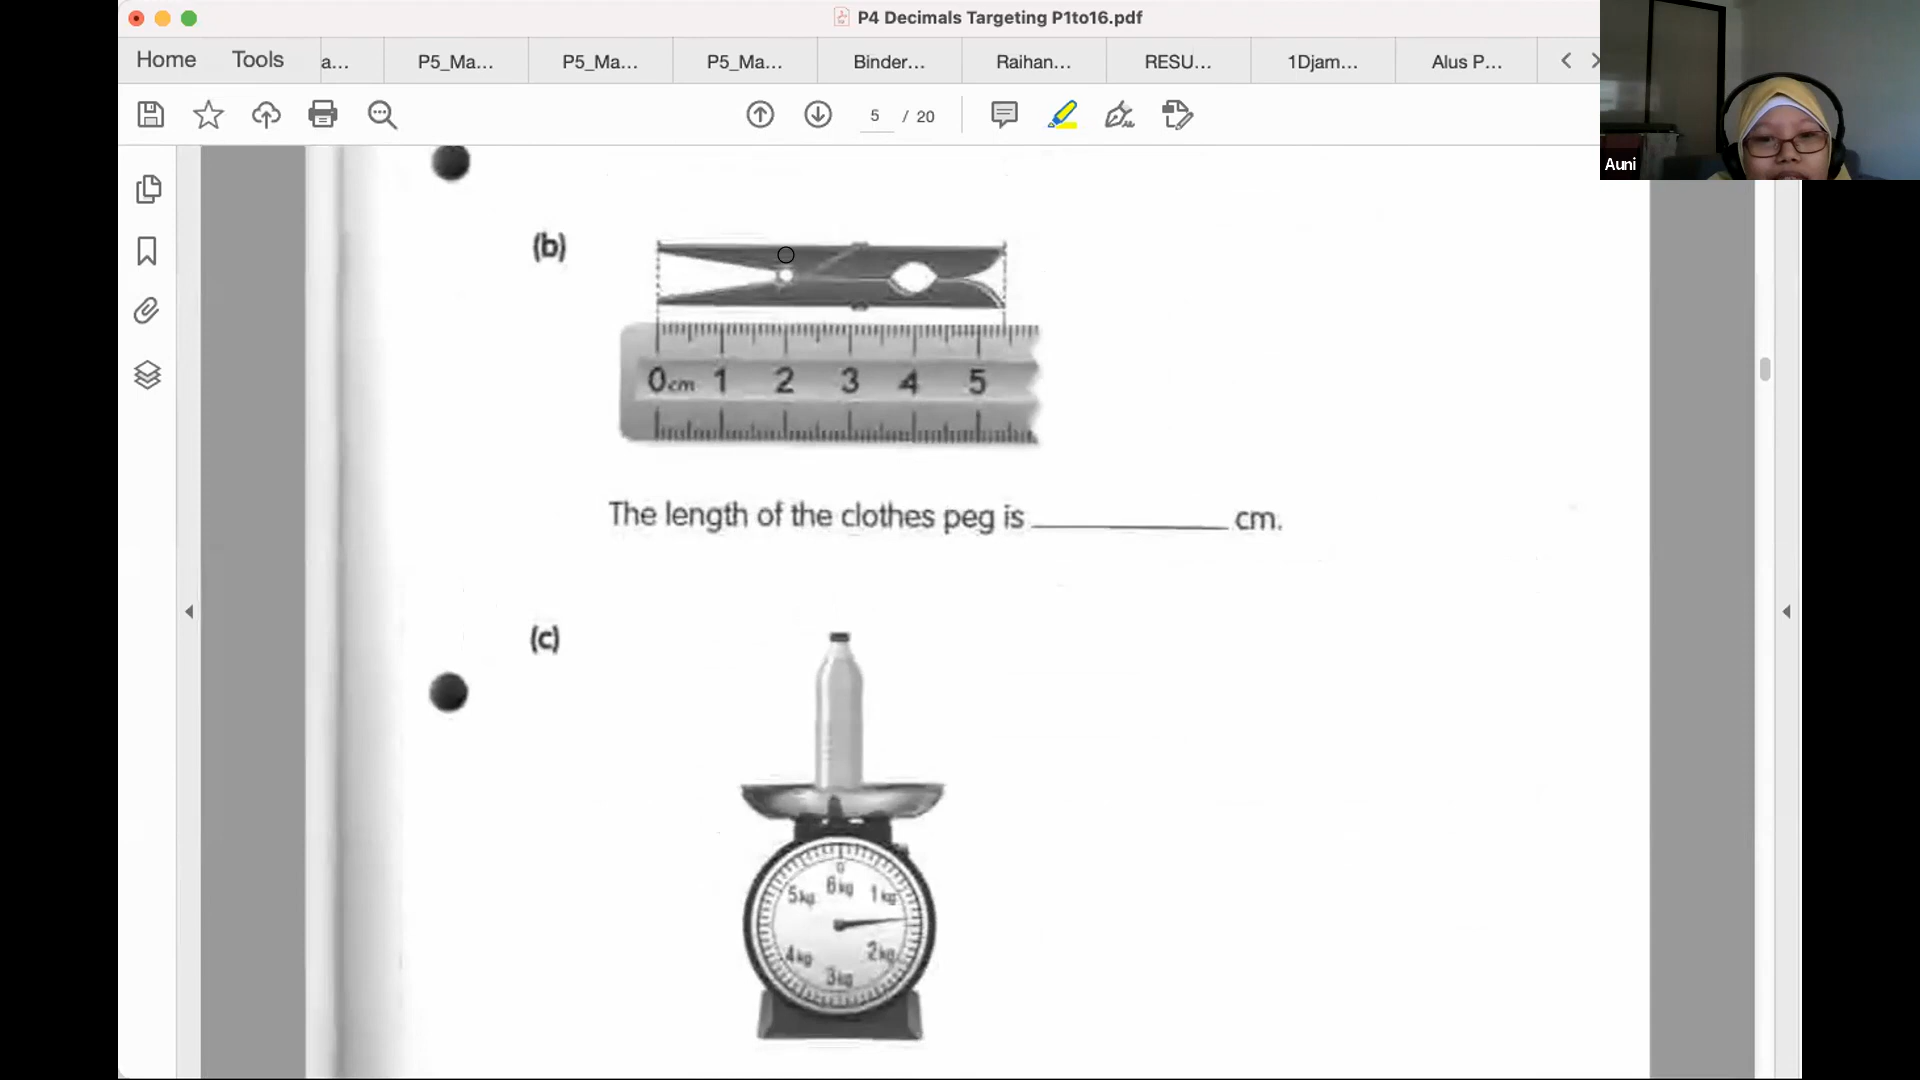 P4 Decimals Targeting P1to16.pdf
Home Tools a... P5_Ma... P5_Ma... P5_Ma... Binder... Raihan... RESU... 1Djam... Alus P...
5 / 20
Auni
(b)
0cm 1 2 3 4 5
The length of the clothes peg is __________ cm.
(c)
0
6kg
5kg 1kg
4kg 2kg
3kg